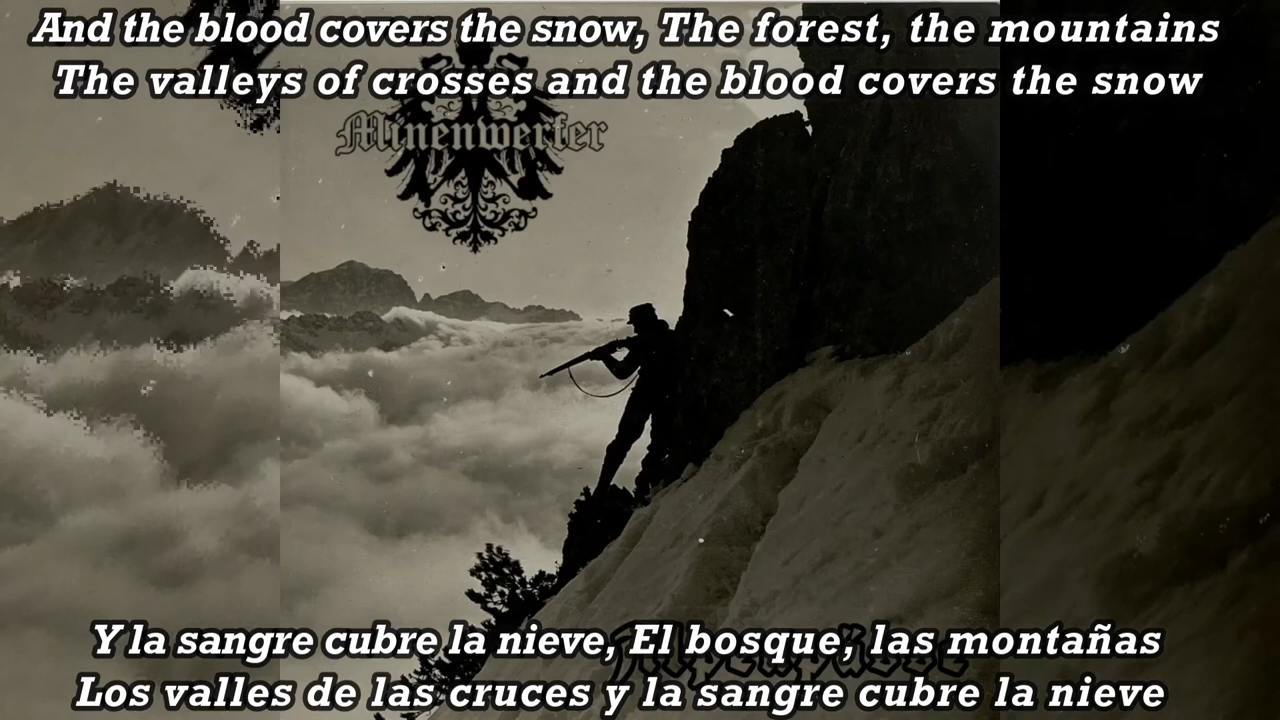 And the blood covers the snow, The forest, the mountains
The valleys of crosses and the blood covers the snow
Minenwerfer
Y la sangre cubre la nieve, El bosque, las montañas
Los valles de las cruces y la sangre cubre la nieve